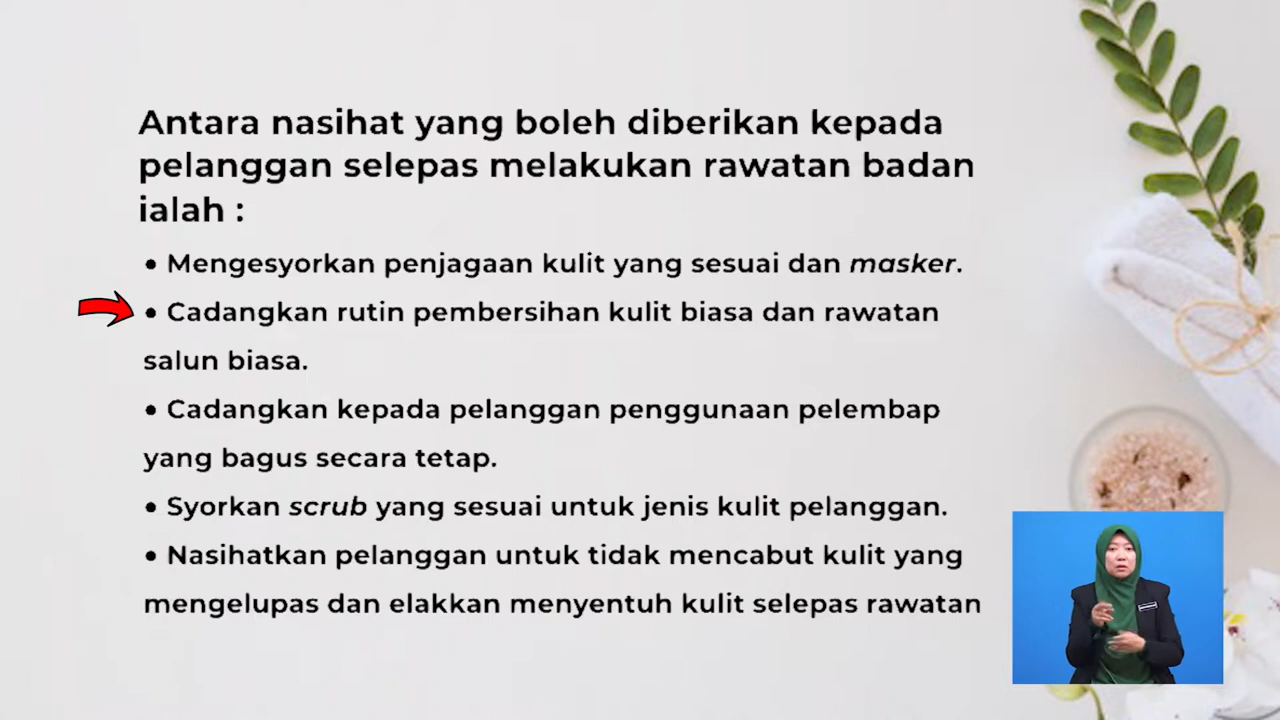 Antara nasihat yang boleh diberikan kepada
pelanggan selepas melakukan rawatan badan
ialah :
• Mengesyorkan penjagaan kulit yang sesuai dan masker.
• Cadangkan rutin pembersihan kulit biasa dan rawatan
salun biasa.
• Cadangkan kepada pelanggan penggunaan pelembap
yang bagus secara tetap.
• Syorkan scrub yang sesuai untuk jenis kulit pelanggan.
• Nasihatkan pelanggan untuk tidak mencabut kulit yang
mengelupas dan elakkan menyentuh kulit selepas rawatan